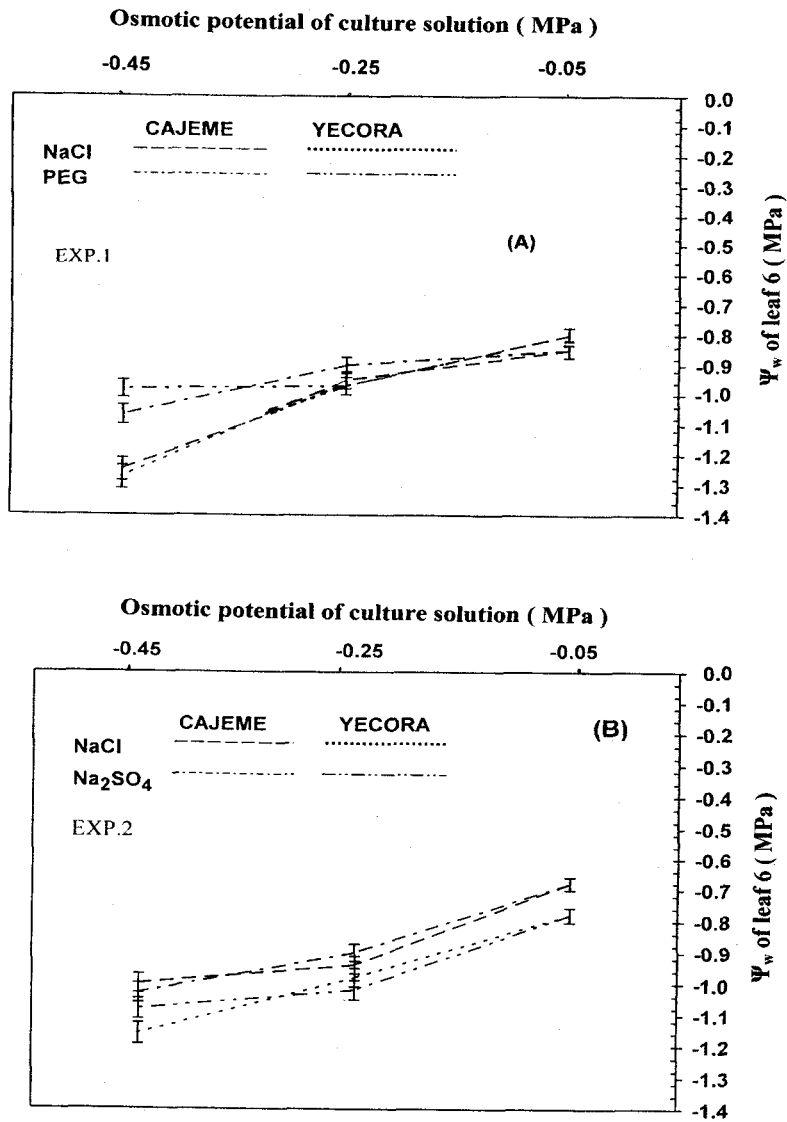 Osmotic potential of culture solution ( MPa )
-0.45 -0.25 -0.05
CAJEME YECORA
NaCl
PEG
EXP.1
(A)
0.0
-0.1
-0.2
-0.3
-0.4
-0.5
-0.6
-0.7
-0.8
-0.9
-1.0
-1.1
-1.2
-1.3
-1.4
Ψw of leaf 6 ( MPa )
Osmotic potential of culture solution ( MPa )
-0.45 -0.25 -0.05
CAJEME YECORA
(B)
NaCl
Na2SO4
EXP.2
0.0
-0.1
-0.2
-0.3
-0.4
-0.5
-0.6
-0.7
-0.8
-0.9
-1.0
-1.1
-1.2
-1.3
-1.4
Ψw of leaf 6 ( MPa )